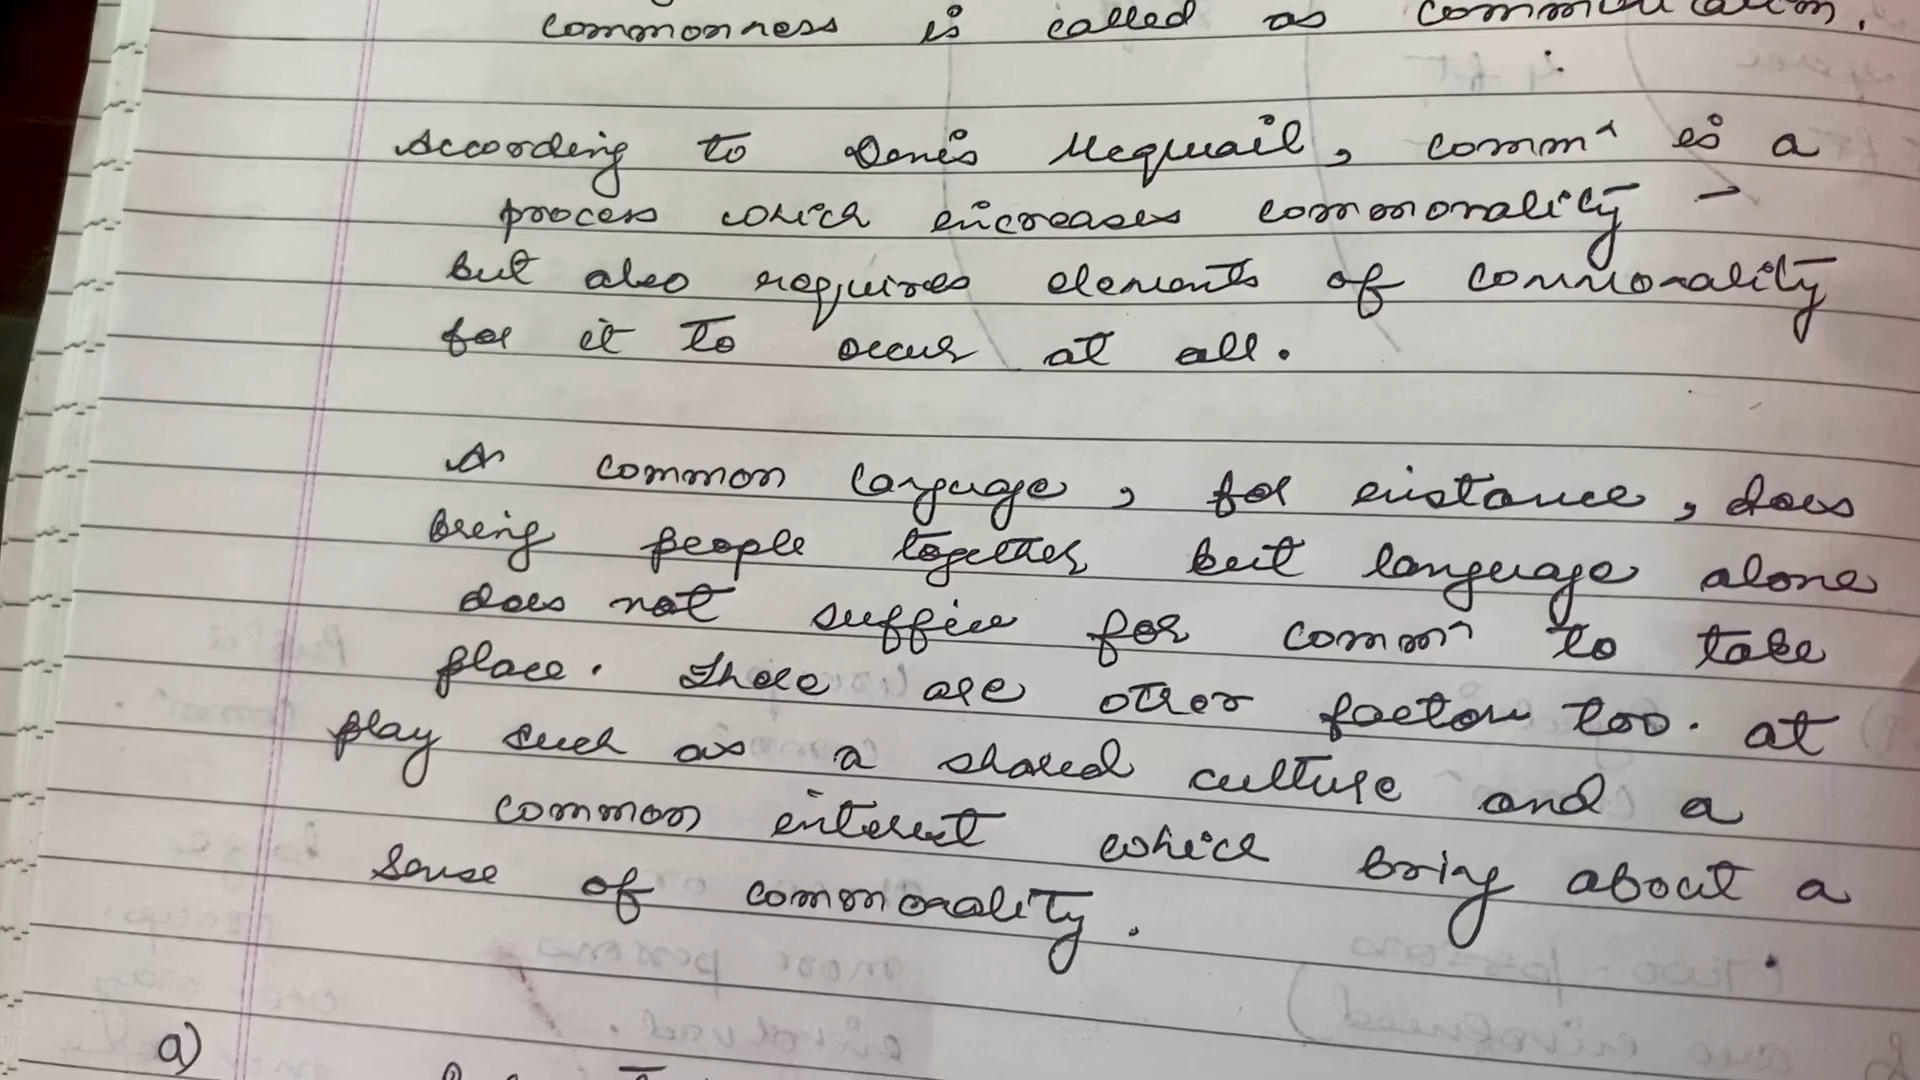 commonness is called as communication.
According to Denis Mcquail, commⁿ is a
process which increases commonality -
but also requires elements of commonality
for it to occur at all.
A common language, for instance, does
bring people together but language alone
does not suffice for commⁿ to take
place. There are other factors too. at
play such as a shared culture and a
common interest which bring about a
sense of commonality.
a)